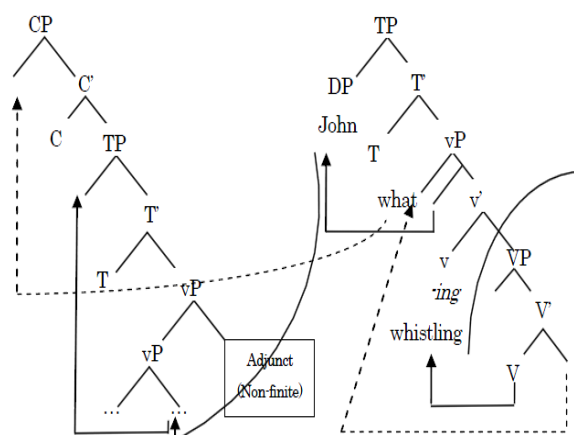 CP
C'
C
TP
T'
T
vP
vP
Adjunct
(Non-finite)
...
...
TP
DP
T'
John
T
vP
what
v'
v
VP
-ing
V'
whistling
V